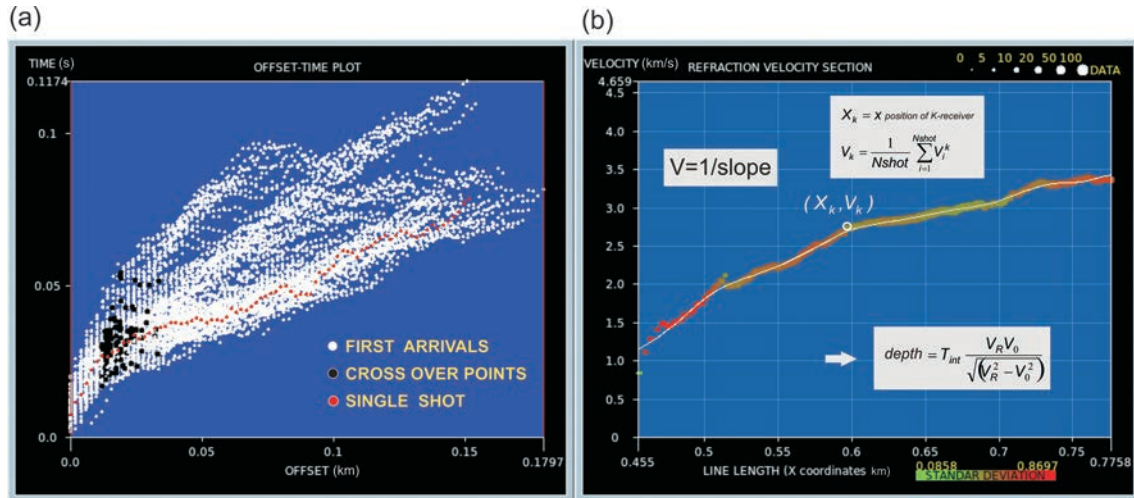 (a)
TIME (s)
OFFSET-TIME PLOT
0.1174
0.1
0.05
0.0
FIRST ARRIVALS
CROSS OVER POINTS
SINGLE SHOT
0.0 0.05 0.1 0.15 0.1797
OFFSET (km)
(b)
0 5 10 20 50 100
DATA
VELOCITY (km/s) REFRACTION VELOCITY SECTION
4.659
4.5
4.0
3.5
3.0
2.5
2.0
1.5
1.0
0.5
0
X_k = x position of K-receiver
V_k = 1/Nshot ∑_{i=1}^{Nshot} V_i^k
V=1/slope
(X_k, V_k)
depth = T_int V_R V_0 / √((V_R^2 − V_0^2)
0.455 0.5 0.55 0.6 0.65 0.7 0.75 0.7758
LINE LENGTH (X coordinates km)
0.0858 0.8697
STANDAR DEVIATION